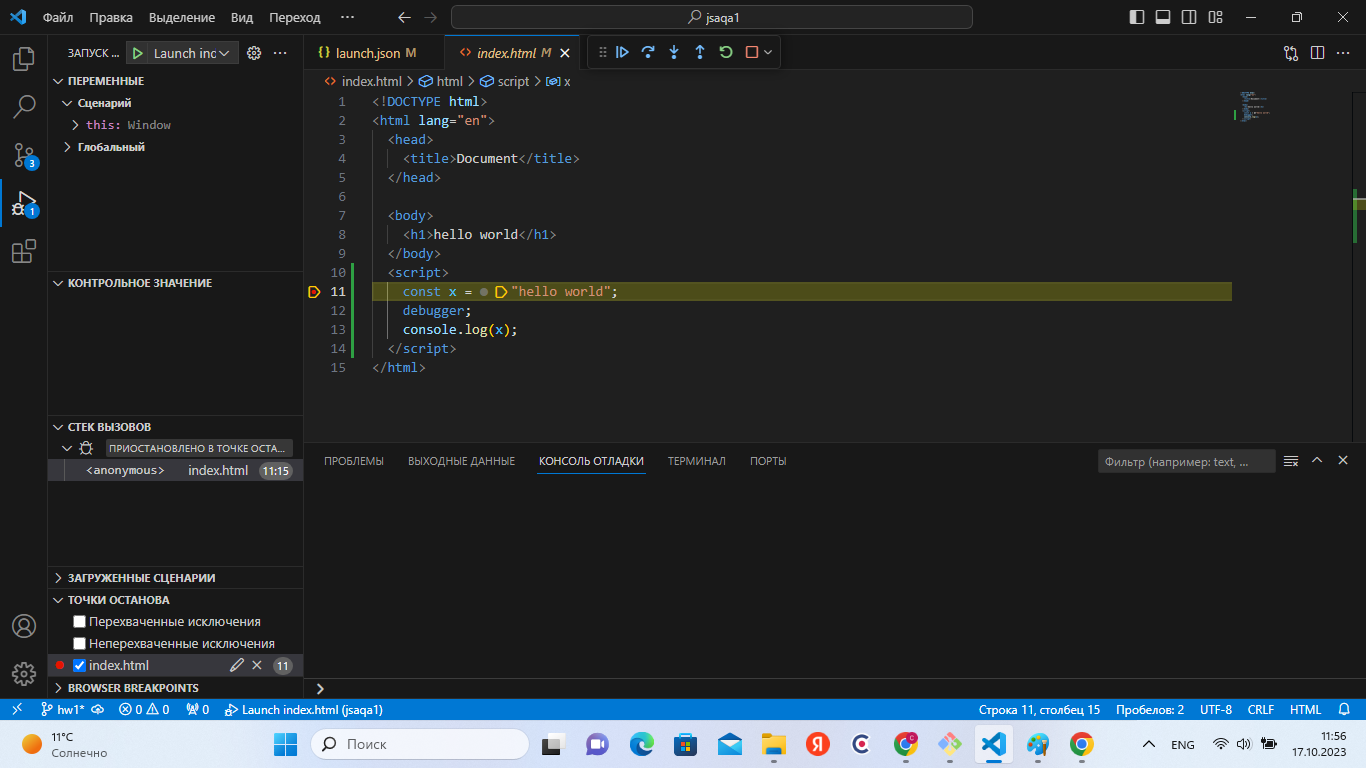 Файл Правка Выделение Вид Переход ··· jsaqa1
ЗАПУСК ... Launch inc
ПЕРЕМЕННЫЕ
Сценарий
this: Window
Глобальный
КОНТРОЛЬНОЕ ЗНАЧЕНИЕ
СТЕК ВЫЗОВОВ
ПРИОСТАНОВЛЕНО В ТОЧКЕ ОСТА...
<anonymous> index.html 11:15
ЗАГРУЖЕННЫЕ СЦЕНАРИИ
ТОЧКИ ОСТАНОВА
Перехваченные исключения
Неперехваченные исключения
index.html 11
BROWSER BREAKPOINTS
3
1
{} launch.json M <> index.html M
<> index.html > html > script > x
1 <!DOCTYPE html>
2 <html lang="en">
3 <head>
4 <title>Document</title>
5 </head>
6
7 <body>
8 <h1>hello world</h1>
9 </body>
10 <script>
11 const x = "hello world";
12 debugger;
13 console.log(x);
14 </script>
15 </html>
ПРОБЛЕМЫ ВЫХОДНЫЕ ДАННЫЕ КОНСОЛЬ ОТЛАДКИ ТЕРМИНАЛ ПОРТЫ Фильтр (например: text, ...
hw1* 0 0 0 Launch index.html (jsaqa1) Строка 11, столбец 15 Пробелов: 2 UTF-8 CRLF HTML
11°C
Солнечно
Поиск
ENG
11:56
17.10.2023